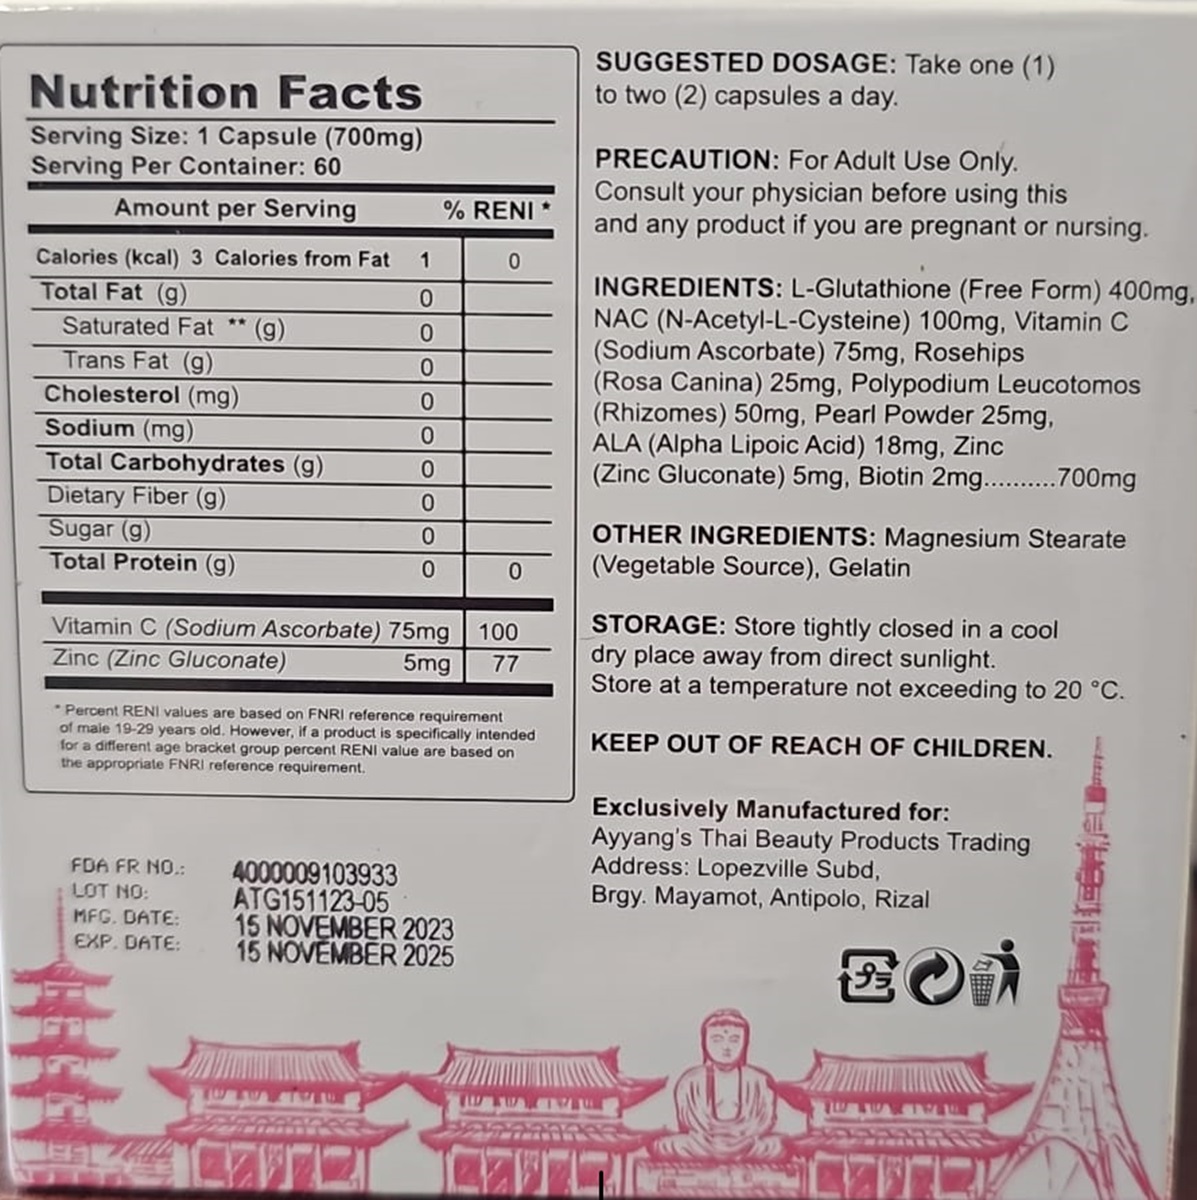 Nutrition Facts
Serving Size: 1 Capsule (700mg)
Serving Per Container: 60
Amount per Serving % RENI *
Calories (kcal) 3 Calories from Fat 1 0
Total Fat (g) 0
Saturated Fat ** (g) 0
Trans Fat (g) 0
Cholesterol (mg) 0
Sodium (mg) 0
Total Carbohydrates (g) 0
Dietary Fiber (g) 0
Sugar (g) 0
Total Protein (g) 0 0
Vitamin C (Sodium Ascorbate) 75mg 100
Zinc (Zinc Gluconate) 5mg 77
* Percent RENI values are based on FNRI reference requirement
of male 19-29 years old. However, if a product is specifically intended
for a different age bracket group percent RENI value are based on
the appropriate FNRI reference requirement.
FDA FR NO.: 4000009103933
LOT NO: ATG151123-05
MFG. DATE: 15 NOVEMBER 2023
EXP. DATE: 15 NOVEMBER 2025
SUGGESTED DOSAGE: Take one (1)
to two (2) capsules a day.
PRECAUTION: For Adult Use Only.
Consult your physician before using this
and any product if you are pregnant or nursing.
INGREDIENTS: L-Glutathione (Free Form) 400mg,
NAC (N-Acetyl-L-Cysteine) 100mg, Vitamin C
(Sodium Ascorbate) 75mg, Rosehips
(Rosa Canina) 25mg, Polypodium Leucotomos
(Rhizomes) 50mg, Pearl Powder 25mg,
ALA (Alpha Lipoic Acid) 18mg, Zinc
(Zinc Gluconate) 5mg, Biotin 2mg..........700mg
OTHER INGREDIENTS: Magnesium Stearate
(Vegetable Source), Gelatin
STORAGE: Store tightly closed in a cool
dry place away from direct sunlight.
Store at a temperature not exceeding to 20 °C.
KEEP OUT OF REACH OF CHILDREN.
Exclusively Manufactured for:
Ayyang's Thai Beauty Products Trading
Address: Lopezville Subd,
Brgy. Mayamot, Antipolo, Rizal